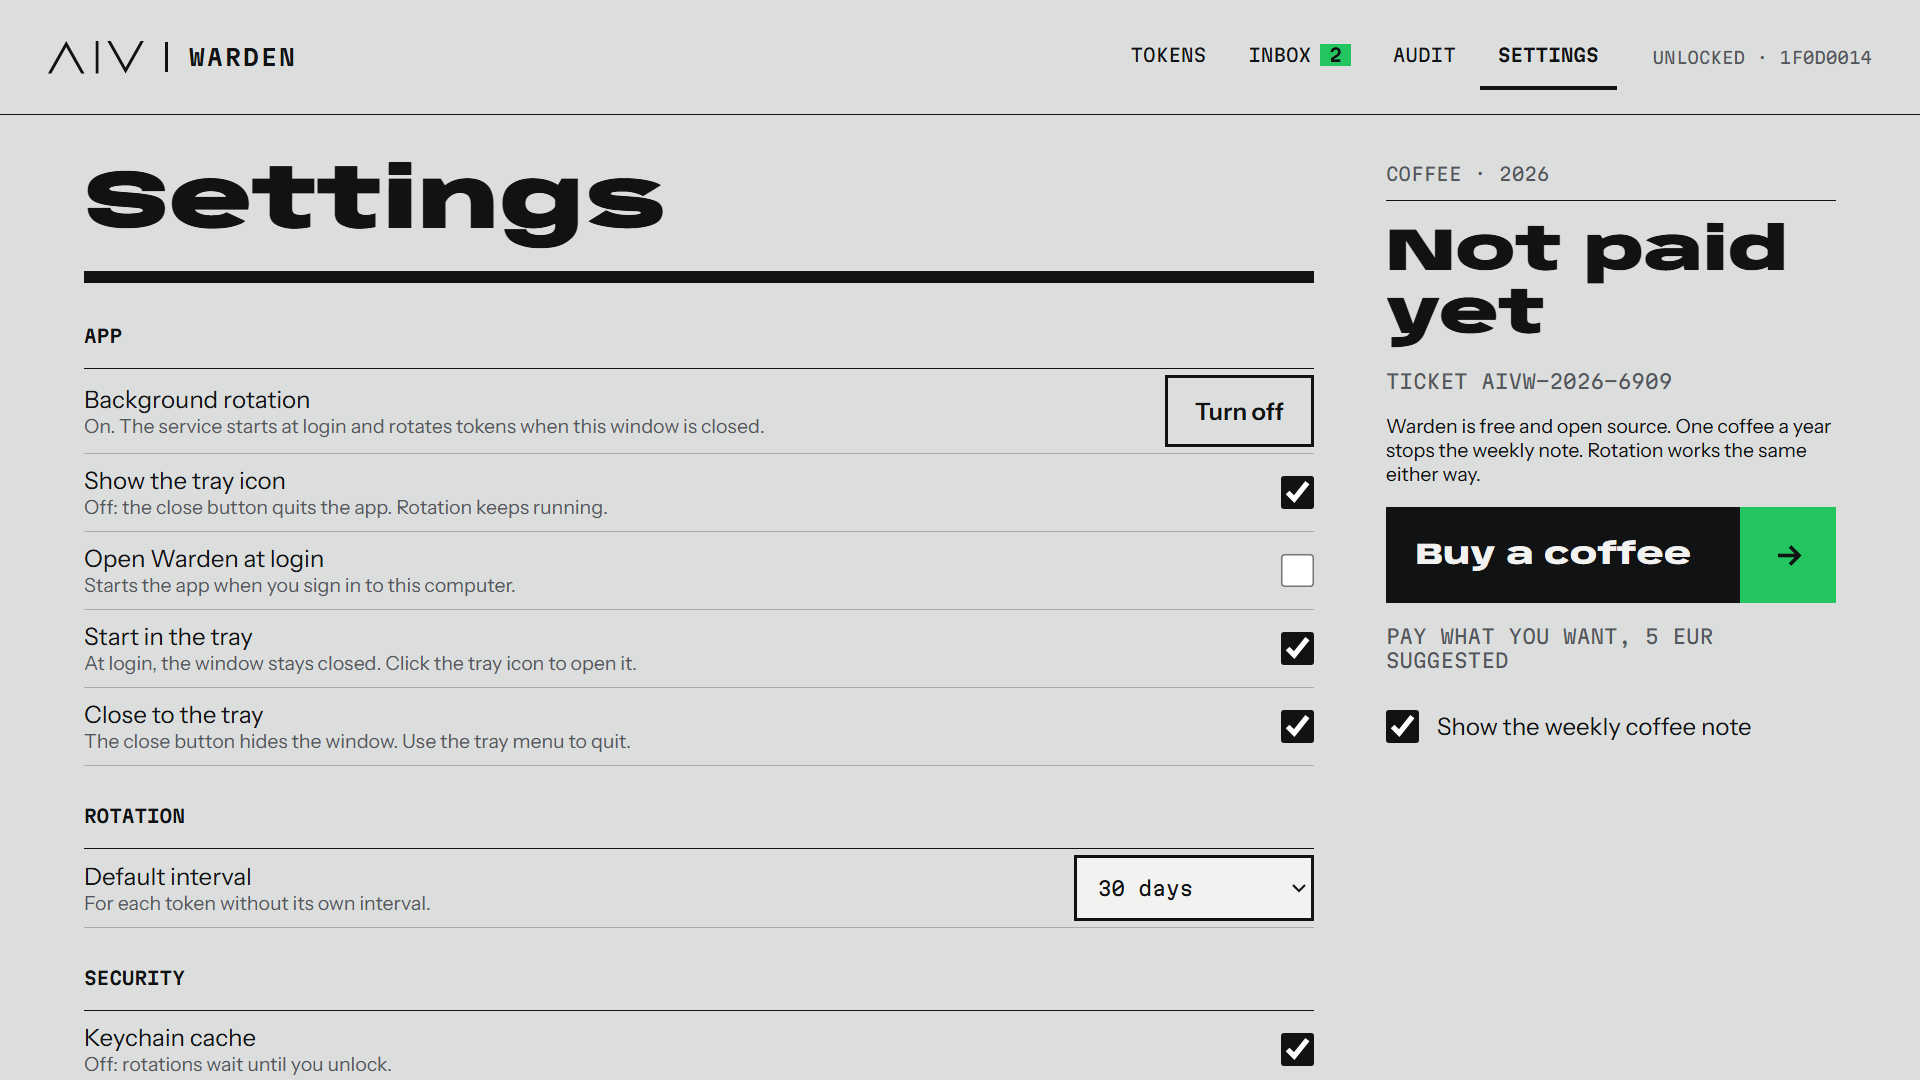 AIV | WARDEN
TOKENS
INBOX 2
AUDIT
SETTINGS
UNLOCKED · 1F0D0014
Settings
APP
Background rotation
On. The service starts at login and rotates tokens when this window is closed.
Turn off
Show the tray icon
Off: the close button quits the app. Rotation keeps running.
Open Warden at login
Starts the app when you sign in to this computer.
Start in the tray
At login, the window stays closed. Click the tray icon to open it.
Close to the tray
The close button hides the window. Use the tray menu to quit.
ROTATION
Default interval
For each token without its own interval.
30 days
SECURITY
Keychain cache
Off: rotations wait until you unlock.
COFFEE · 2026
Not paid
yet
TICKET AIVW-2026-6909
Warden is free and open source. One coffee a year
stops the weekly note. Rotation works the same
either way.
Buy a coffee →
PAY WHAT YOU WANT, 5 EUR
SUGGESTED
Show the weekly coffee note